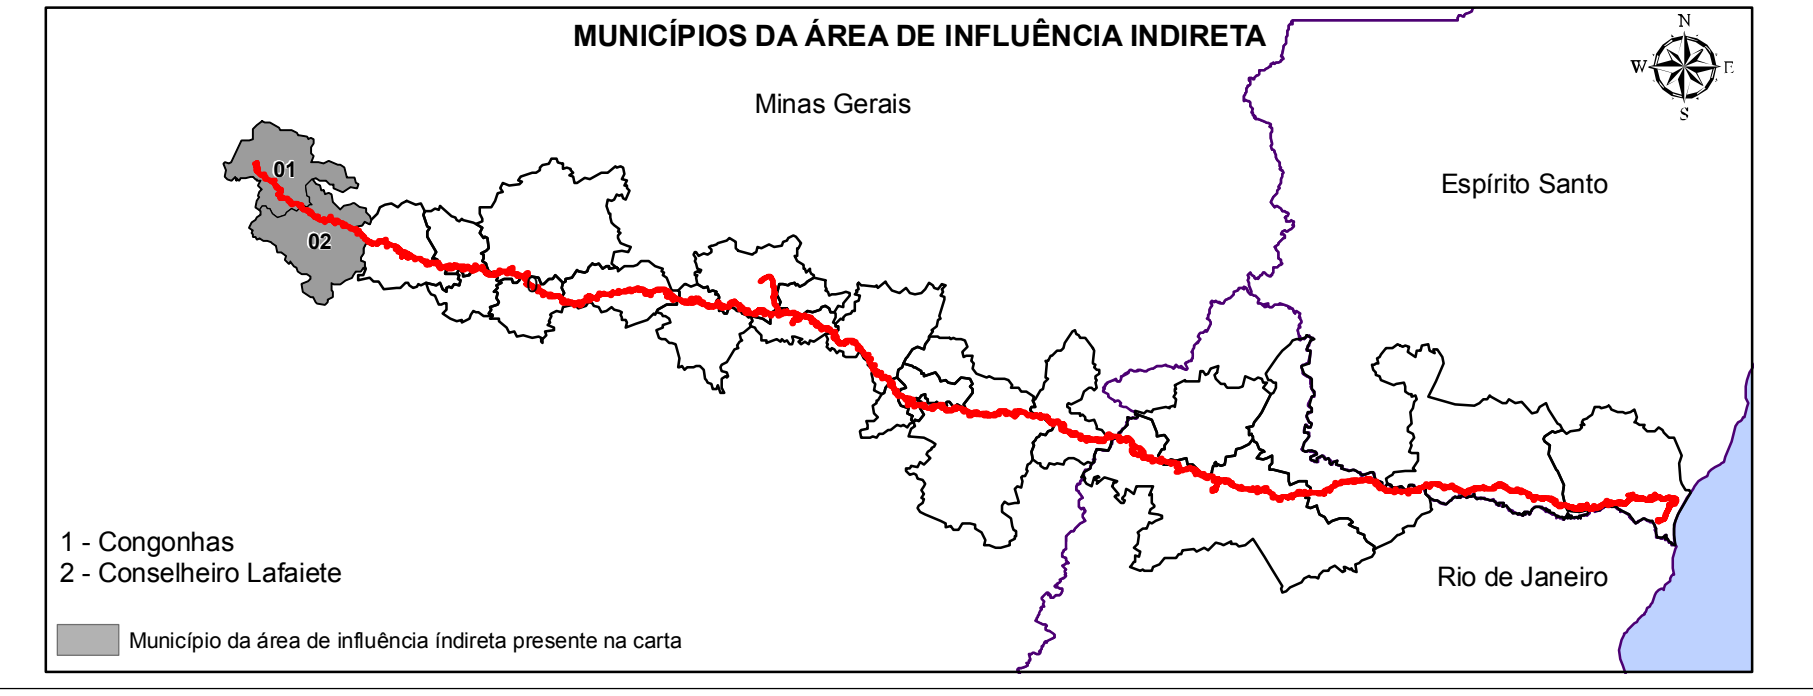 MUNICÍPIOS DA ÁREA DE INFLUÊNCIA INDIRETA
N
W E
S
Minas Gerais
Espírito Santo
01
02
1 - Congonhas
2 - Conselheiro Lafaiete
Rio de Janeiro
Município da área de influência índireta presente na carta